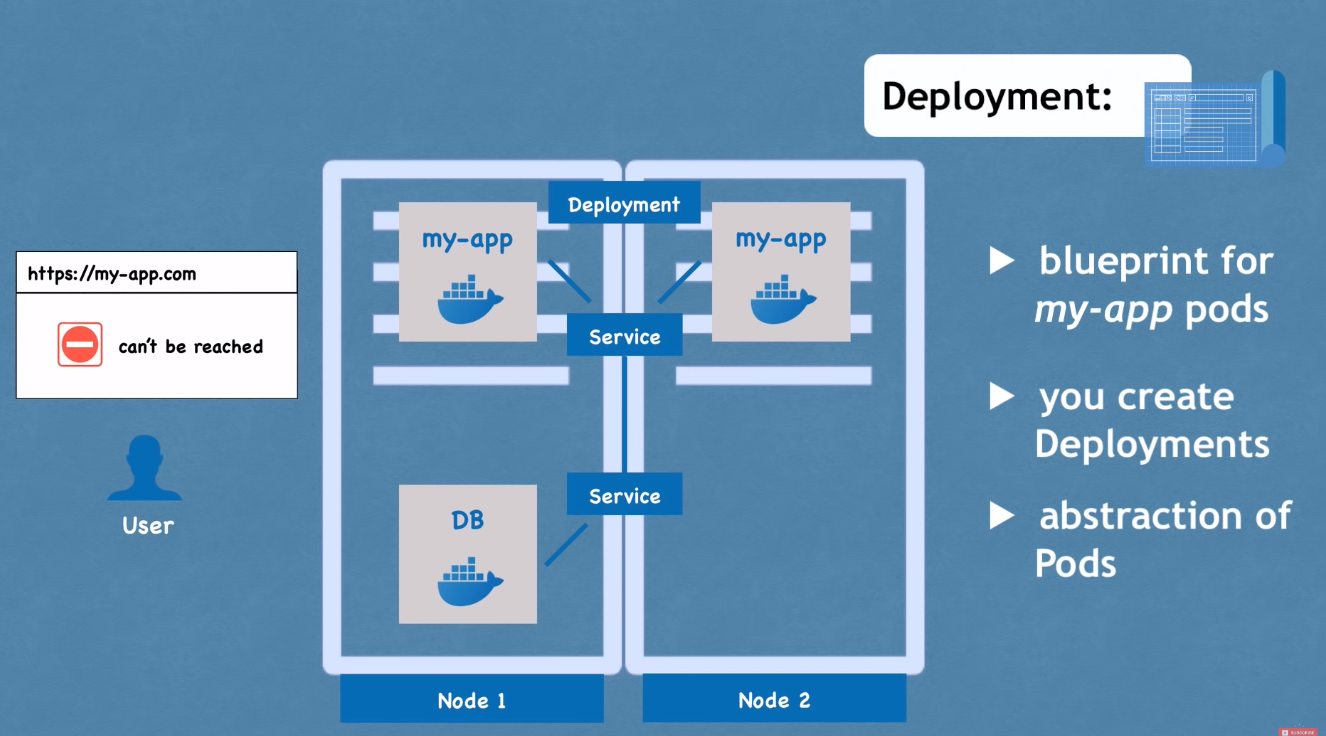 Deployment:
https://my-app.com
can't be reached
User
Deployment
my-app
my-app
Service
Service
DB
Node 1
Node 2
▶ blueprint for
my-app pods
▶ you create
Deployments
▶ abstraction of
Pods
SUBSCRIBE